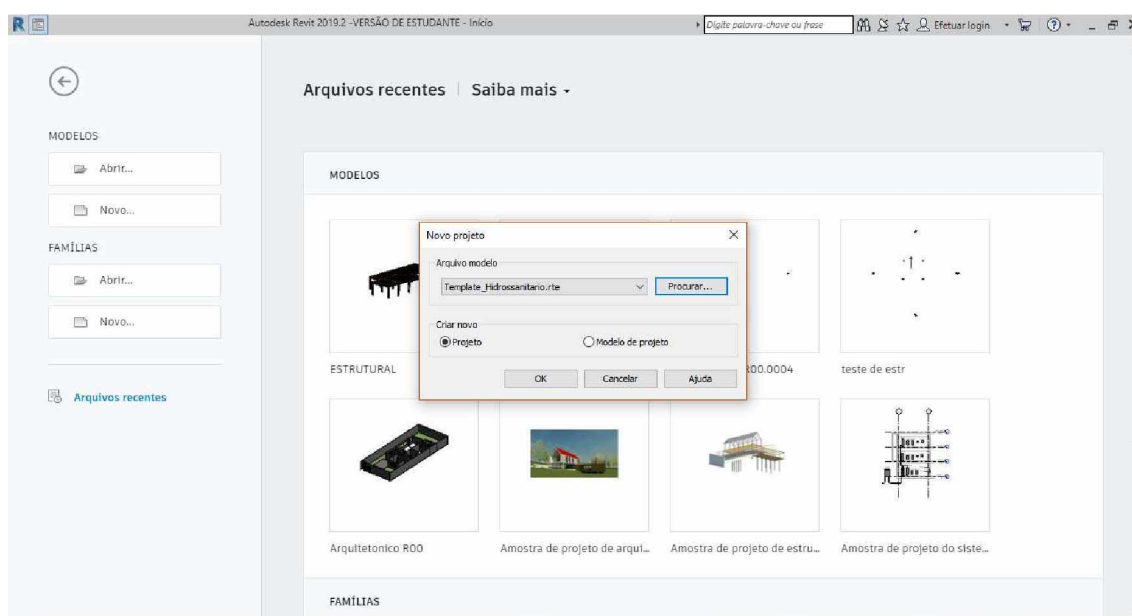 R
Autodesk Revit 2019.2 -VERSÃO DE ESTUDANTE - Início
Digite palavra-chave ou frase
Efetuar login
Arquivos recentes | Saiba mais
MODELOS
Abrir...
Novo...
FAMÍLIAS
Abrir...
Novo...
Arquivos recentes
MODELOS
Novo projeto
Arquivo modelo
Template_Hidrossanitario.rte
Procurar...
Criar novo
Projeto
Modelo de projeto
OK
Cancelar
Ajuda
ESTRUTURAL
R00.0004
teste de estr
Arquitetonico R00
Amostra de projeto de arqui...
Amostra de projeto de estru...
Amostra de projeto do siste...
FAMÍLIAS